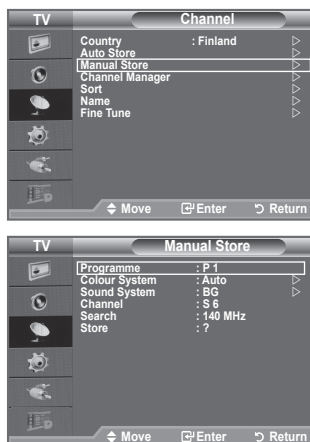 TV Channel
Country : Finland
Auto Store
Manual Store
Channel Manager
Sort
Name
Fine Tune
Move Enter Return
TV Manual Store
Programme : P 1
Colour System : Auto
Sound System : BG
Channel : S 6
Search : 140 MHz
Store : ?
Move Enter Return